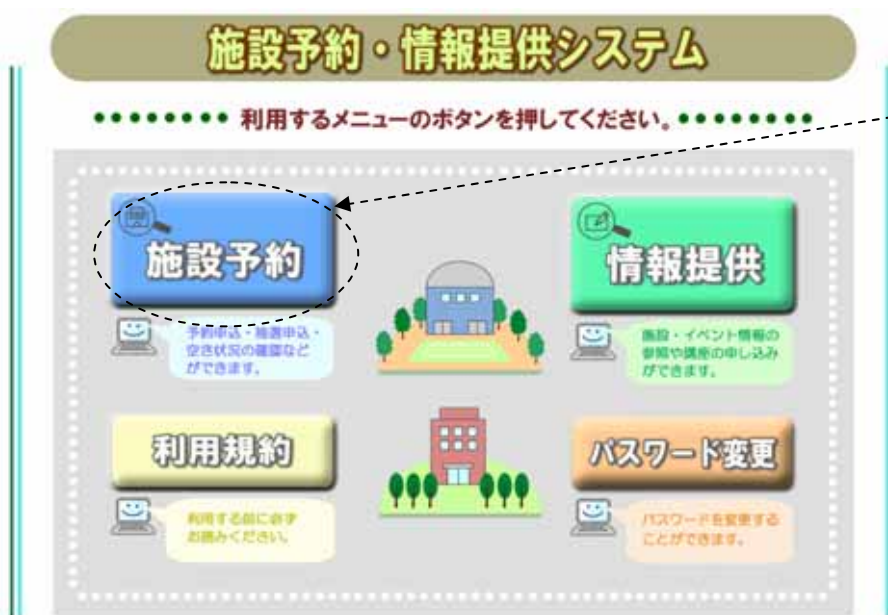 施設予約・情報提供システム
利用するメニューのボタンを押してください。
施設予約
情報提供
予約申込・抽選申込・
空き状況の確認など
ができます。
施設・イベント情報の
参照や講座の申し込み
ができます。
利用規約
パスワード変更
利用する前に必ず
お読みください。
パスワードを変更する
ことができます。